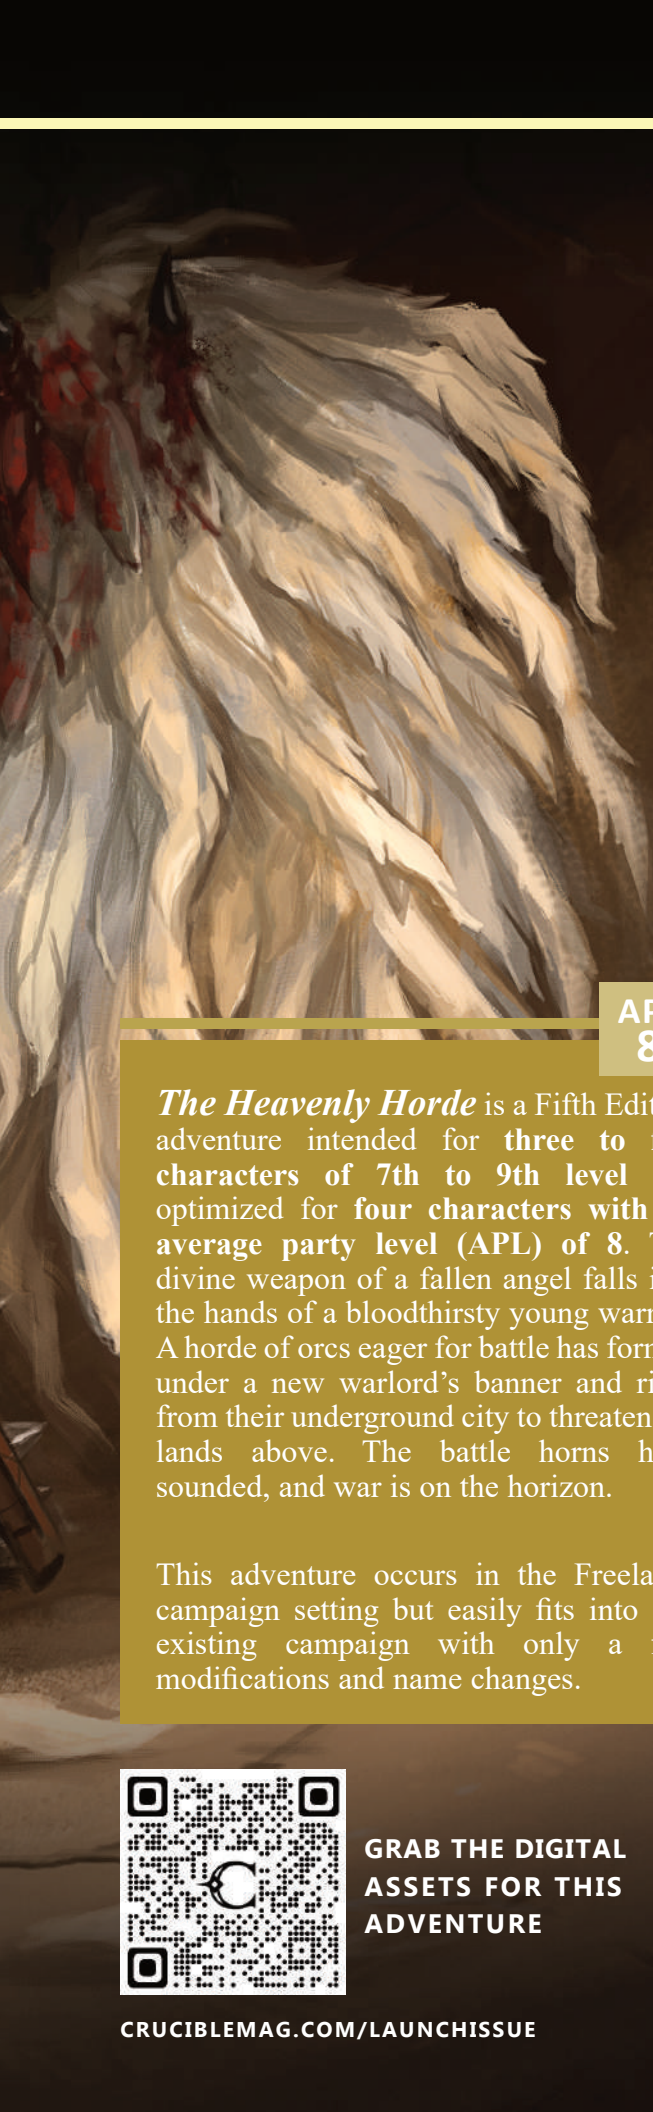 AP
8
The Heavenly Horde is a Fifth Edit
adventure intended for three to
characters of 7th to 9th level
optimized for four characters with
average party level (APL) of 8. T
divine weapon of a fallen angel falls i
the hands of a bloodthirsty young warr
A horde of orcs eager for battle has form
under a new warlord’s banner and ri
from their underground city to threaten
lands above. The battle horns h
sounded, and war is on the horizon.
This adventure occurs in the Freela
campaign setting but easily fits into
existing campaign with only a
modifications and name changes.
C
GRAB THE DIGITAL
ASSETS FOR THIS
ADVENTURE
CRUCIBLEMAG.COM/LAUNCHISSUE